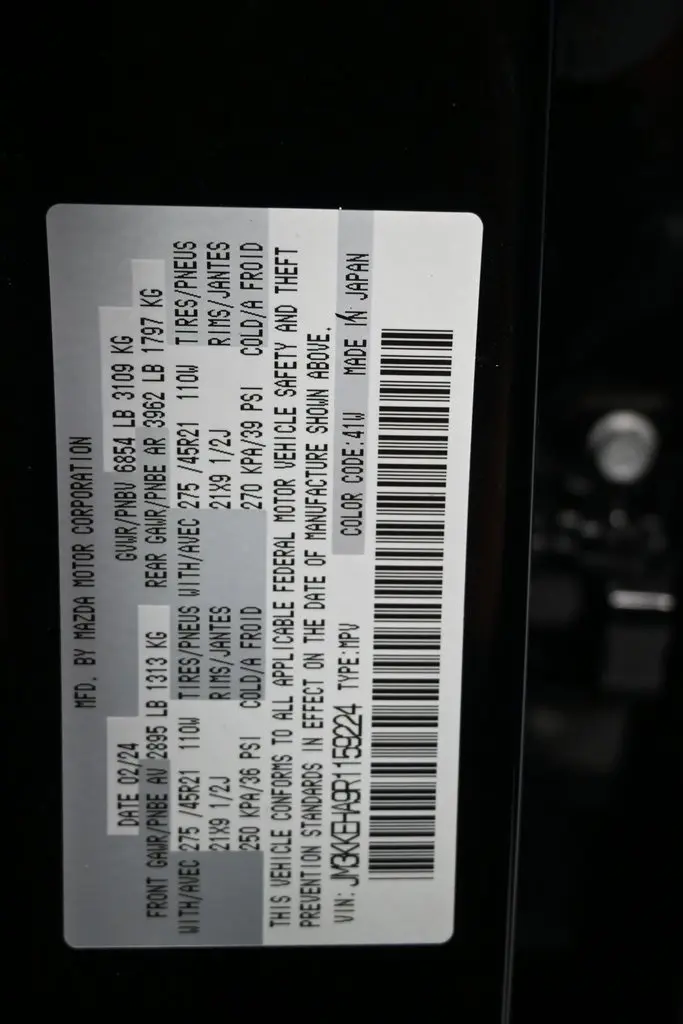 MFD. BY MAZDA MOTOR CORPORATION
DATE 02/24 GVWR/PNBV 6854 LB 3109 KG
FRONT GAWR/PNBE AV 2895 LB 1313 KG REAR GAWR/PNBE AR 3962 LB 1797 KG
WITH/AVEC 275 /45R21 110W TIRES/PNEUS WITH/AVEC 275 /45R21 110W TIRES/PNEUS
21X9 1/2J RIMS/JANTES 21X9 1/2J RIMS/JANTES
250 KPA/36 PSI COLD/A FROID 270 KPA/39 PSI COLD/A FROID
THIS VEHICLE CONFORMS TO ALL APPLICABLE FEDERAL MOTOR VEHICLE SAFETY AND THEFT
PREVENTION STANDARDS IN EFFECT ON THE DATE OF MANUFACTURE SHOWN ABOVE.
VIN: JM3KKEHA9R1159224 TYPE:MPV COLOR CODE:41W MADE IN JAPAN